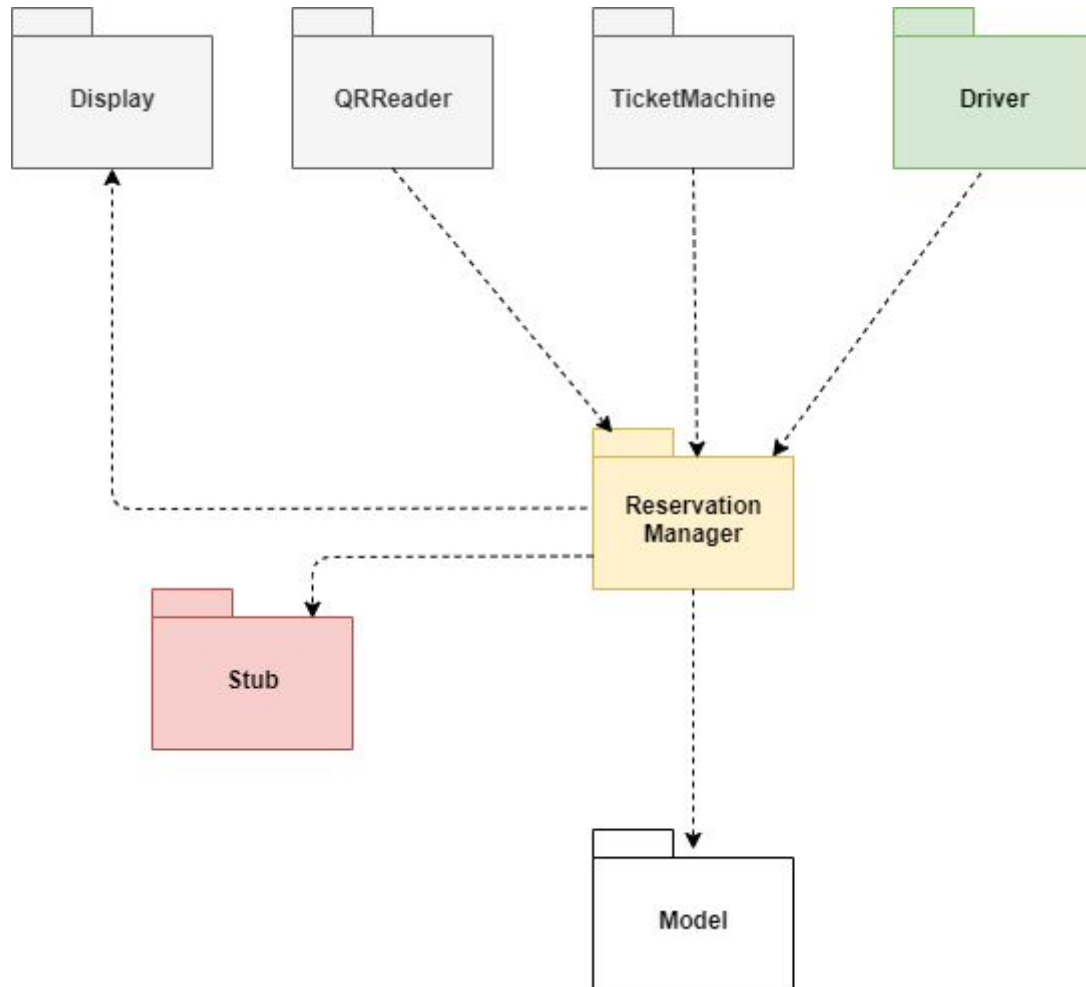 Display
QRReader
TicketMachine
Driver
Reservation
Manager
Stub
Model